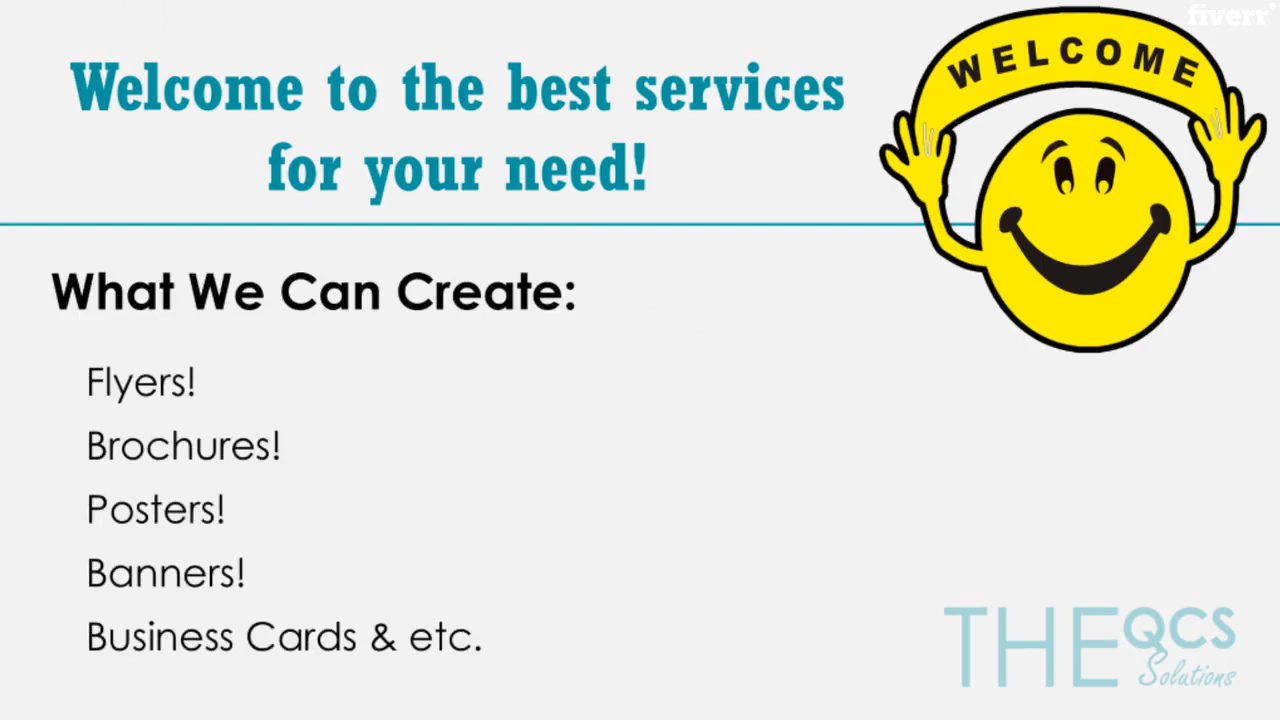 fiverr
WELCOME
Welcome to the best services
for your need!
What We Can Create:
Flyers!
Brochures!
Posters!
Banners!
Business Cards & etc.
THE QCS
Solutions